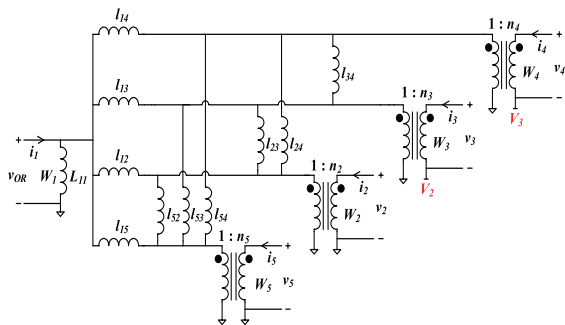 l14
1 : n4
+
i4
l34
W4
v4
−
V3
l13
1 : n3
+
i3
W3
v3
−
V2
l23
l24
+
i1
vOR
W1
L11
−
l12
1 : n2
+
i2
W2
v2
−
l52
l53
l54
l15
1 : n5
+
i5
W5
v5
−